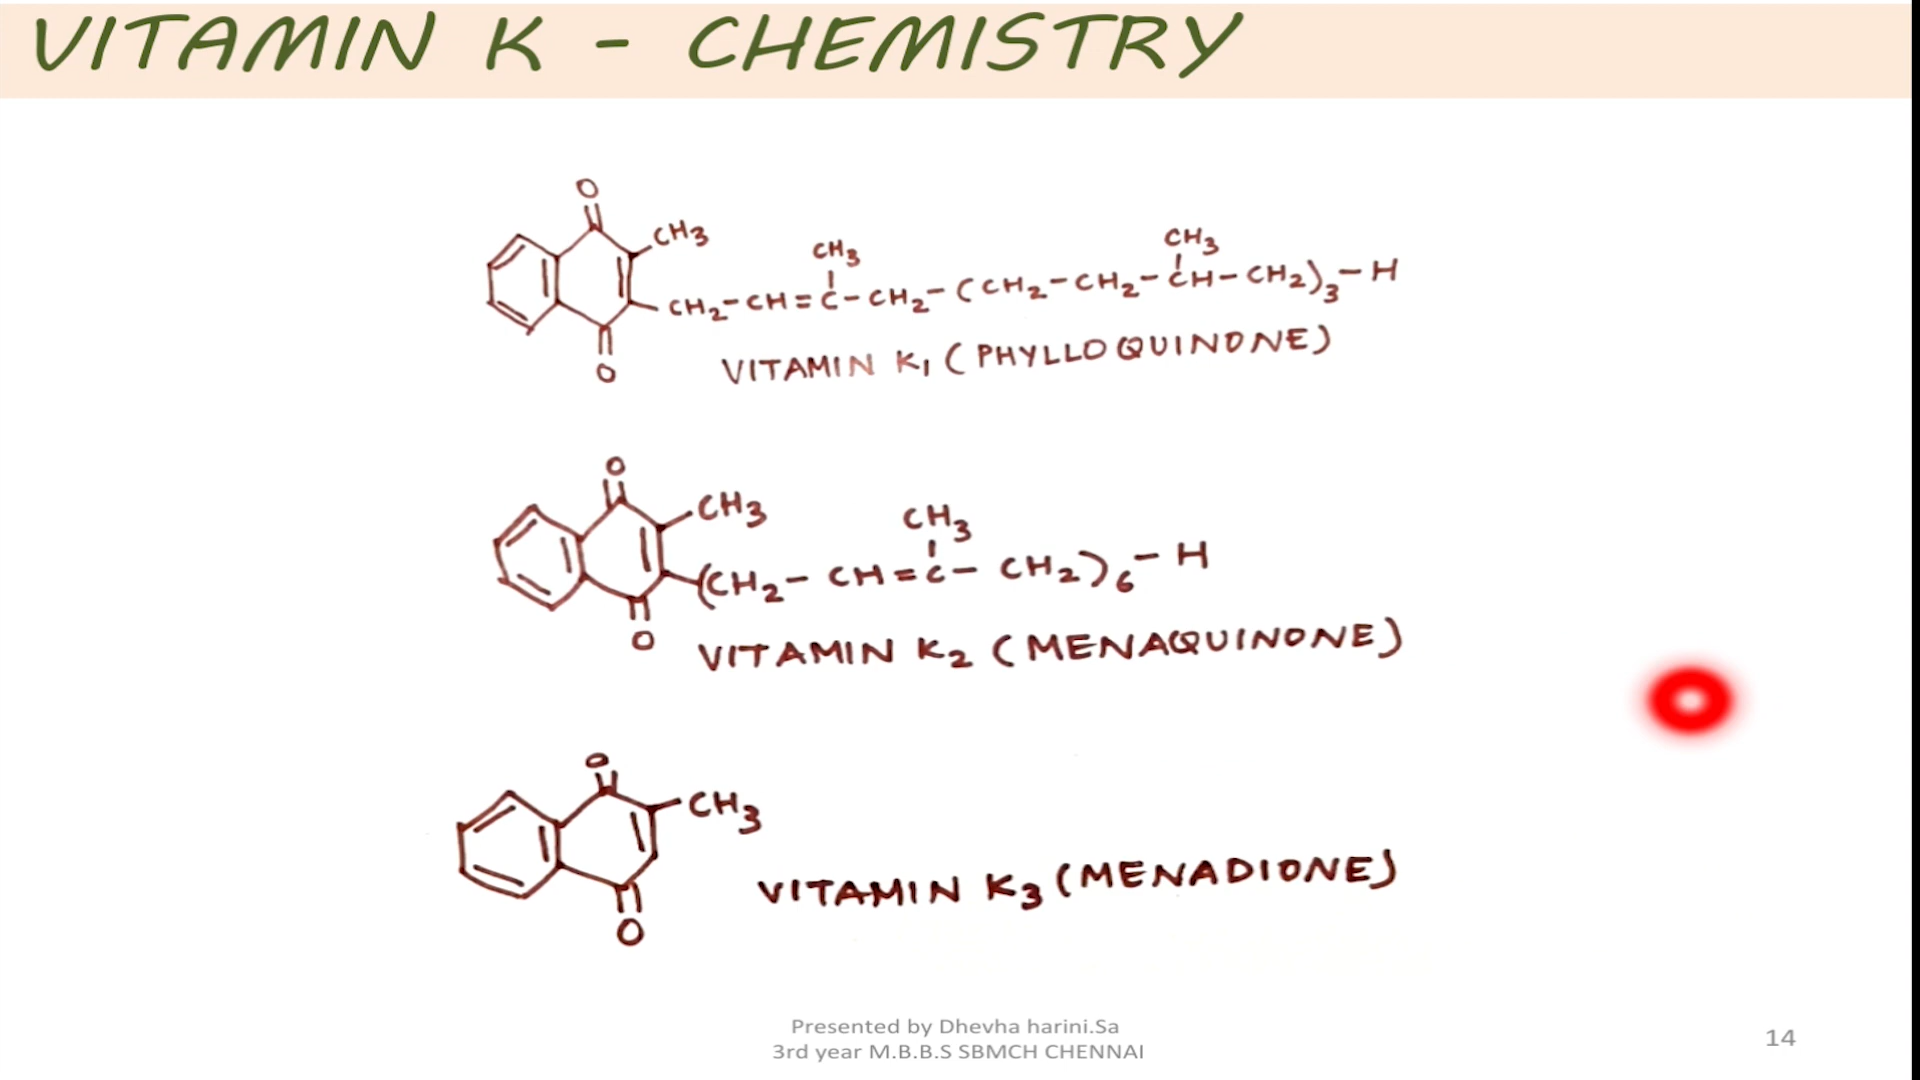 VITAMIN K - CHEMISTRY
O
CH3
CH3
CH3
CH2-CH=C-CH2-(CH2-CH2-CH-CH2)3-H
O
VITAMIN K1 (PHYLLOQUINONE)
O
CH3
CH3
(CH2-CH=C-CH2)6-H
O
VITAMIN K2 (MENAQUINONE)
O
CH3
VITAMIN K3 (MENADIONE)
O
Presented by Dhevha harini.Sa
3rd year M.B.B.S SBMCH CHENNAI
14